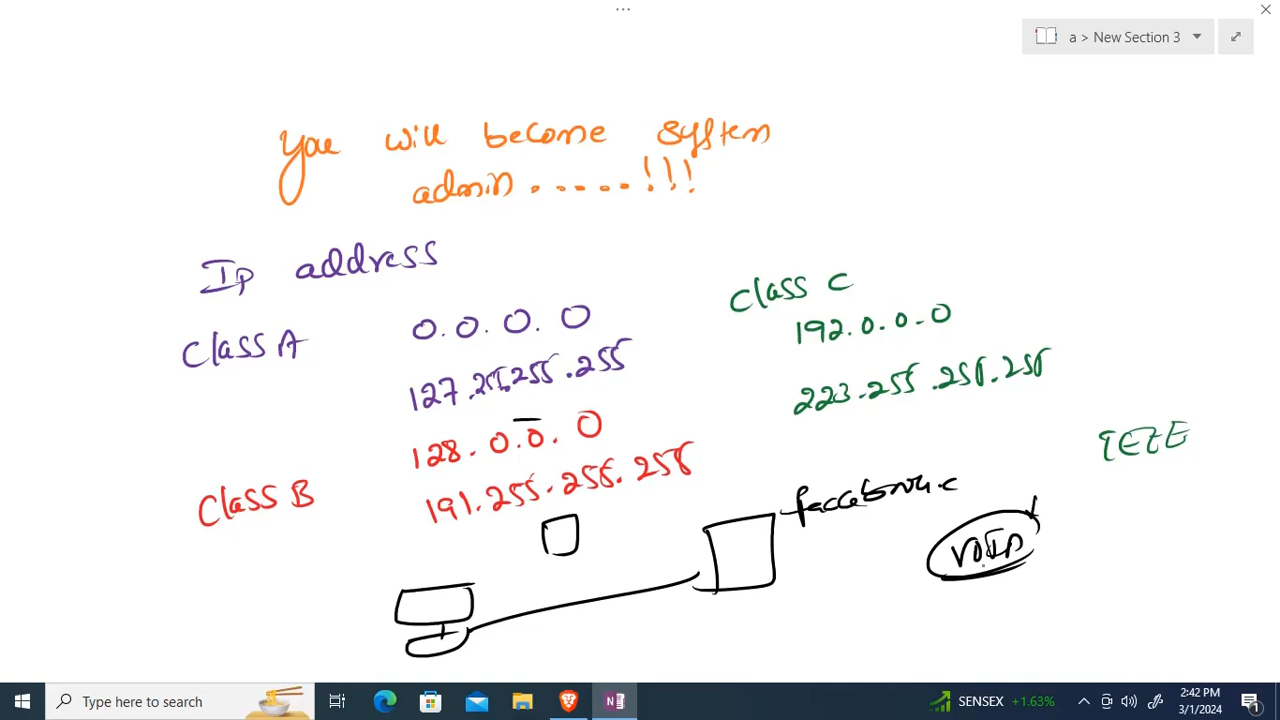 a > New Section 3
You will become system
admin.....!!!
Ip address
Class A
0.0.0.0
127.255.255.255
Class B
128.0.0.0
191.255.255.255
Class C
192.0.0.0
223.255.255.255
IEEE
facebook.c
VOIP
Type here to search
SENSEX +1.63%
2:42 PM
3/1/2024
1